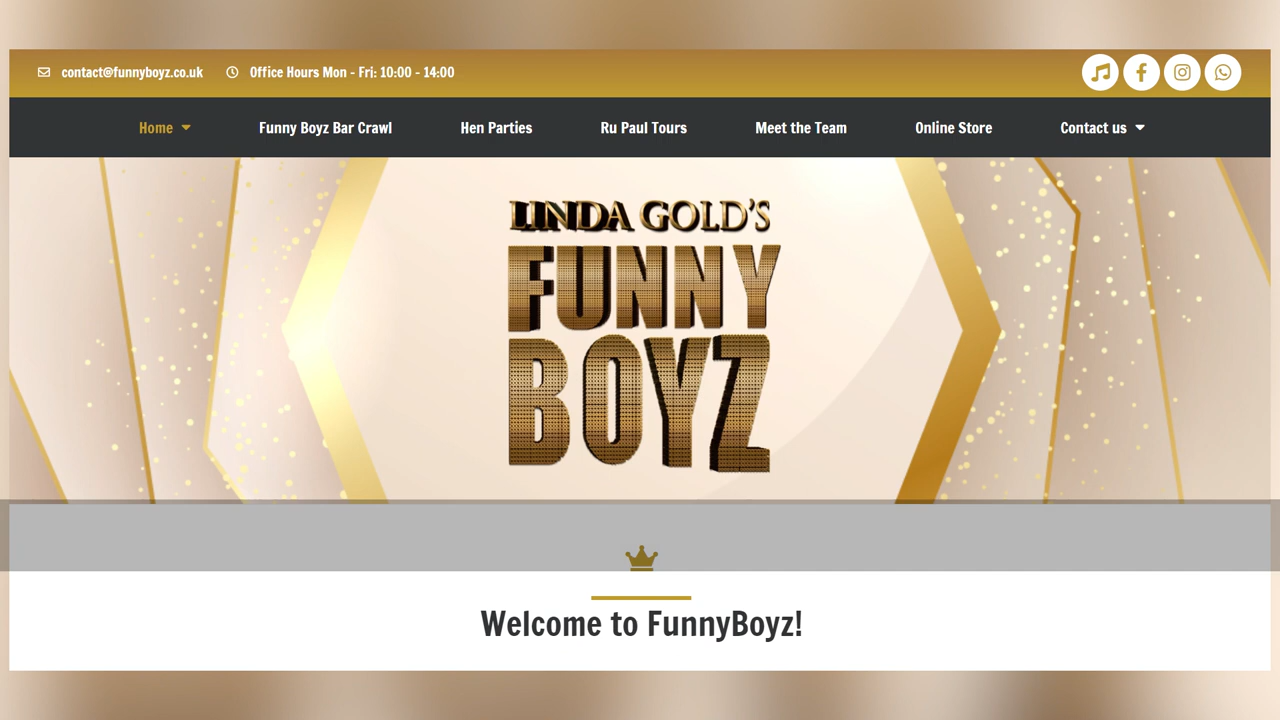 contact@funnyboyz.co.uk Office Hours Mon - Fri: 10:00 - 14:00
Home Funny Boyz Bar Crawl Hen Parties Ru Paul Tours Meet the Team Online Store Contact us
LINDA GOLD'S
FUNNY
BOYZ
Welcome to FunnyBoyz!